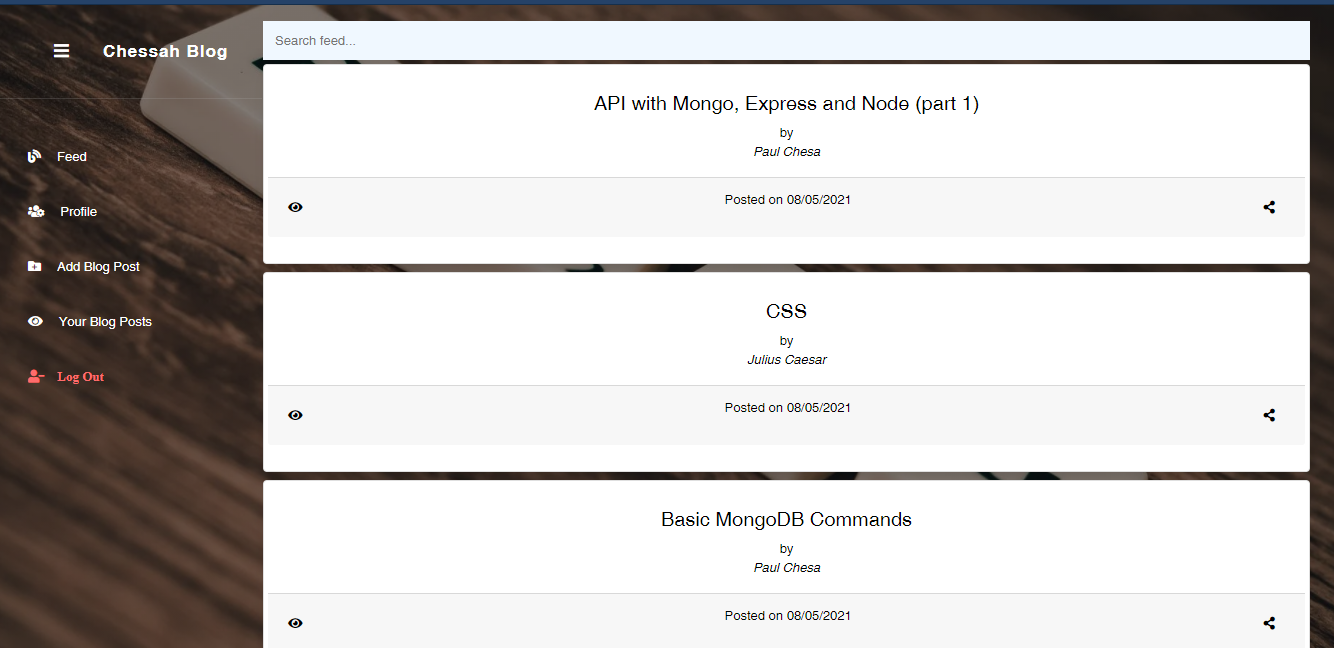 Chessah Blog
Feed
Profile
Add Blog Post
Your Blog Posts
Log Out
Search feed...
API with Mongo, Express and Node (part 1)
by
Paul Chesa
Posted on 08/05/2021
CSS
by
Julius Caesar
Posted on 08/05/2021
Basic MongoDB Commands
by
Paul Chesa
Posted on 08/05/2021